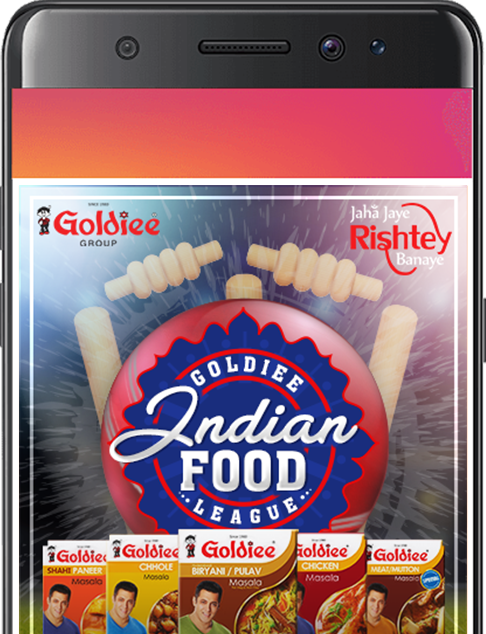 SINCE 1980
Goldiee
GROUP
Jaha Jaye
Rishtey
Banaye
GOLDIEE
Indian
FOOD
LEAGUE
Goldiee
SHAHI PANEER
Masala
Goldiee
CHHOLE
Masala
Goldiee
BIRYANI / PULAV
Masala
Goldiee
CHICKEN
Masala
Goldiee
MEAT/MUTTON
Masala
SPECIAL